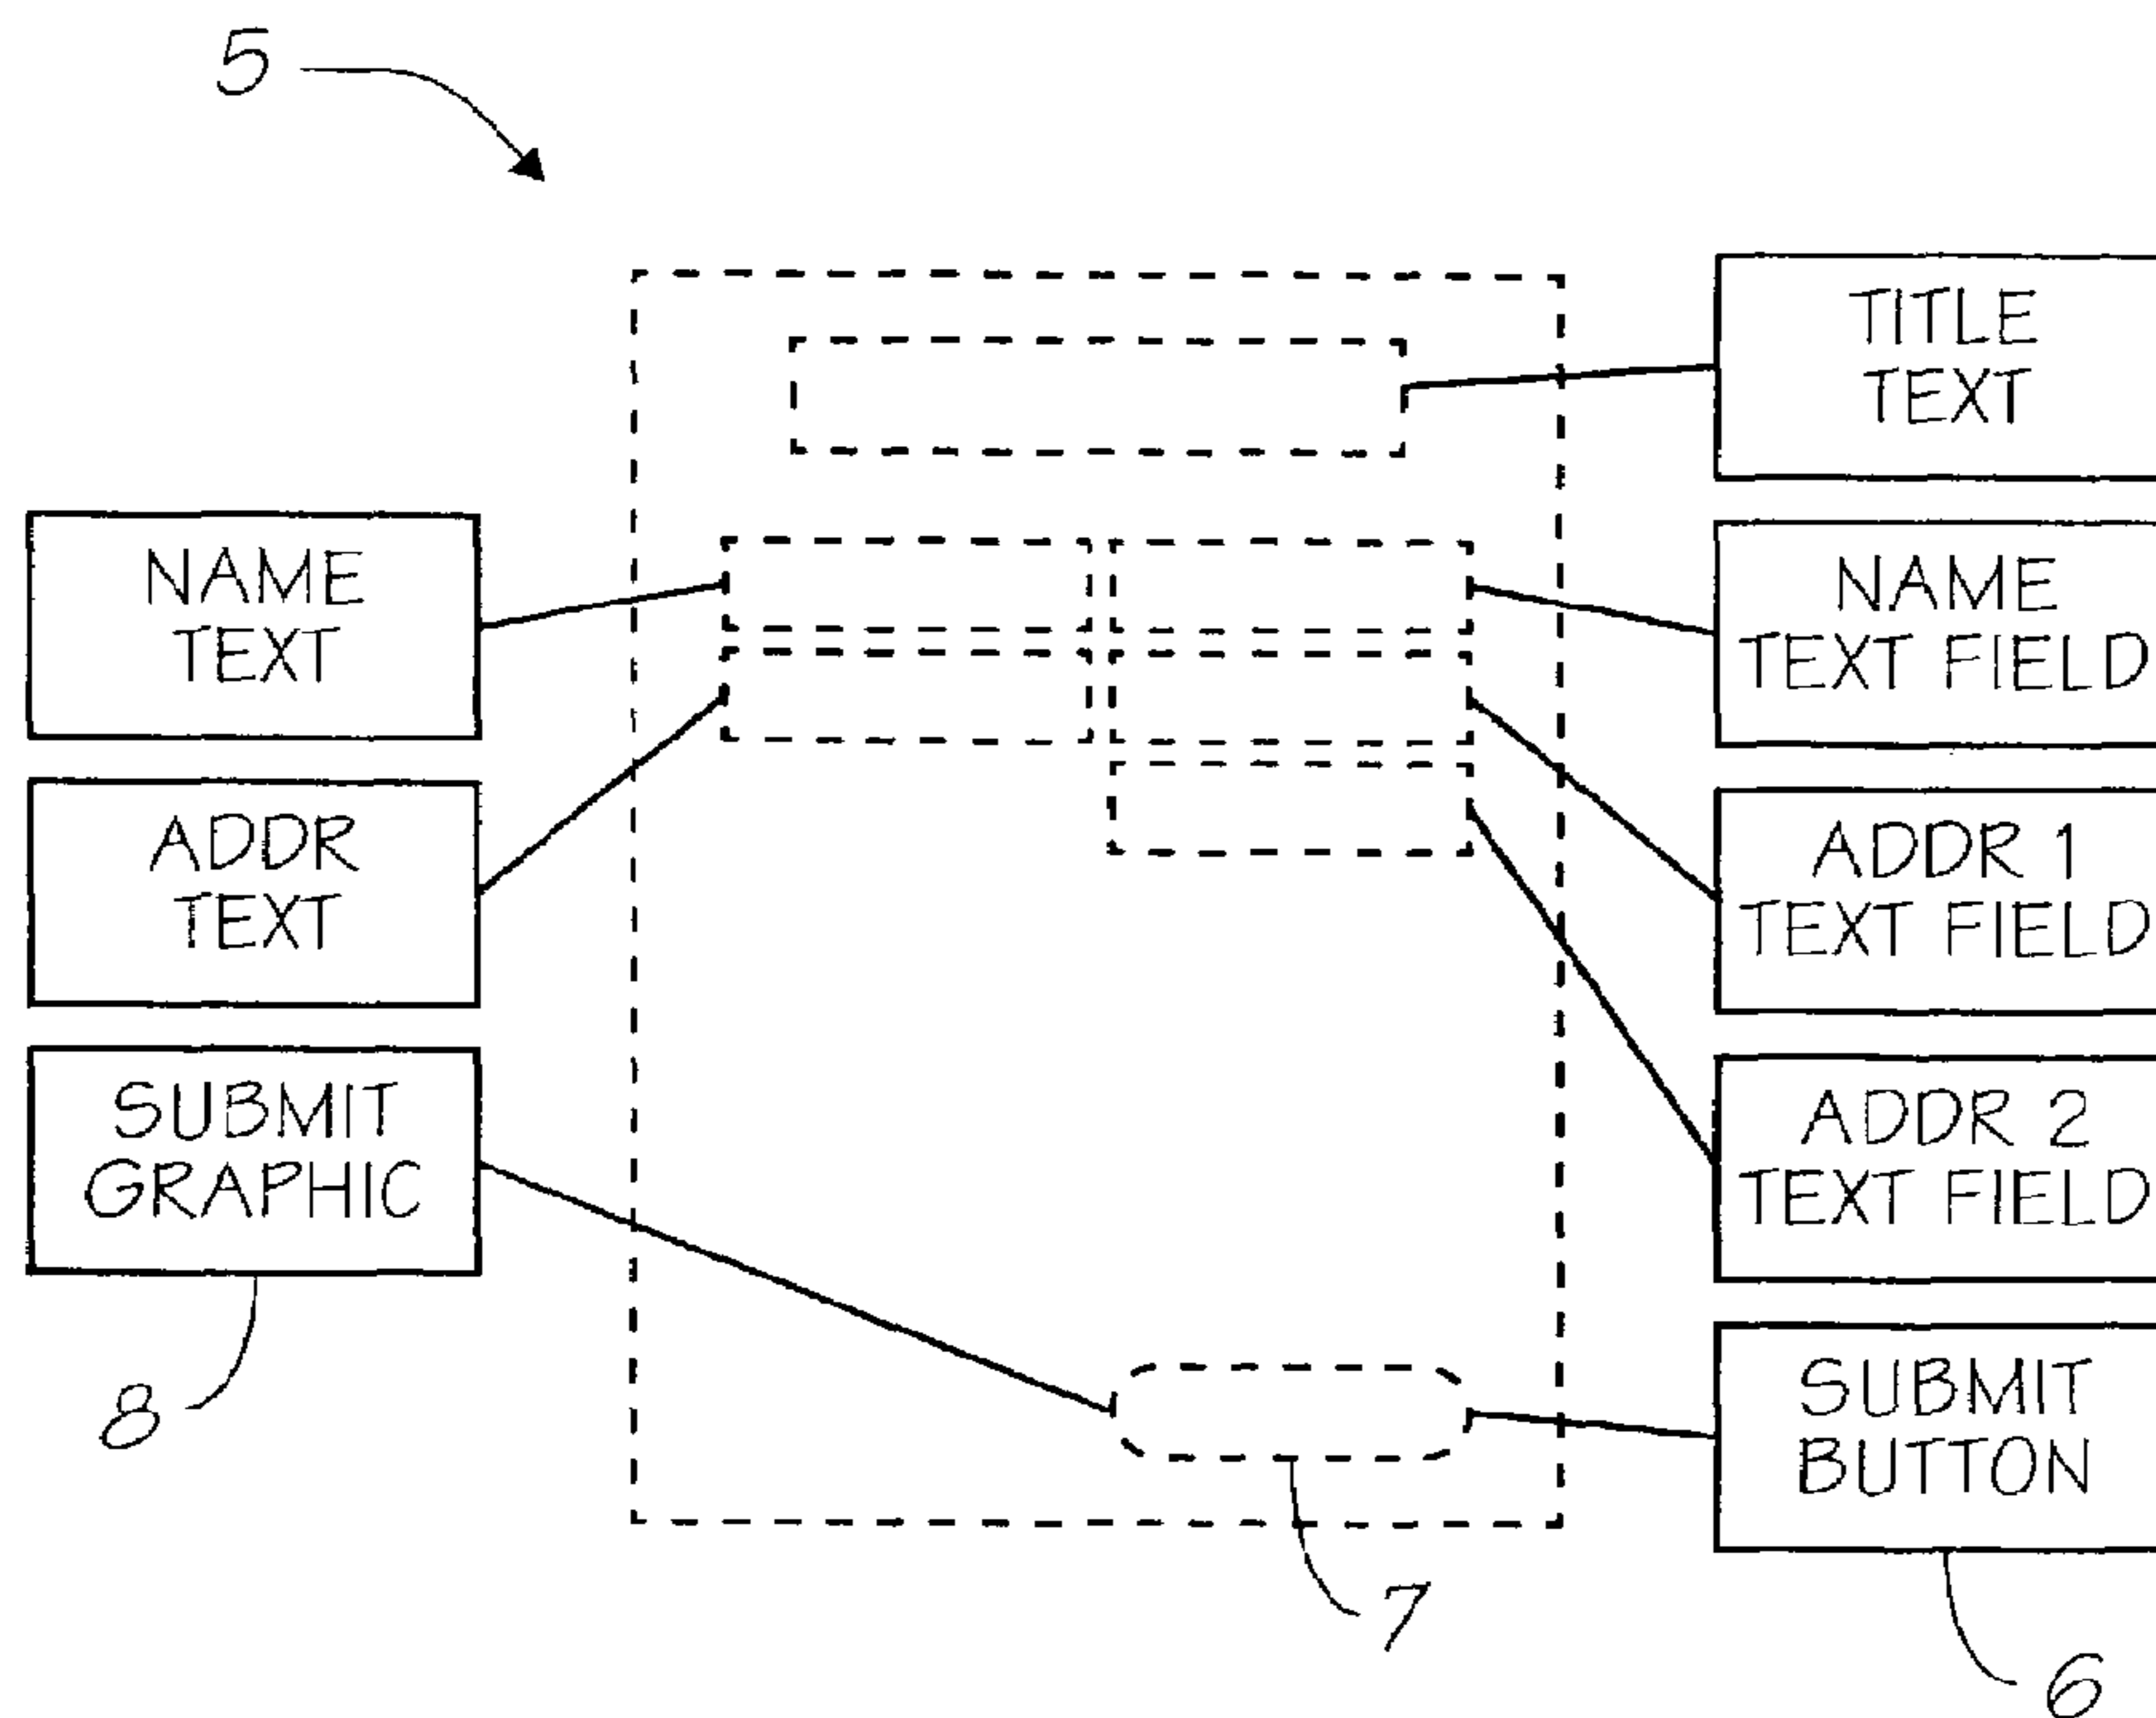 5
TITLE
TEXT
NAME
TEXT
NAME
TEXT FIELD
ADDR
TEXT
ADDR 1
TEXT FIELD
SUBMIT
GRAPHIC
ADDR 2
TEXT FIELD
8
SUBMIT
BUTTON
7
6